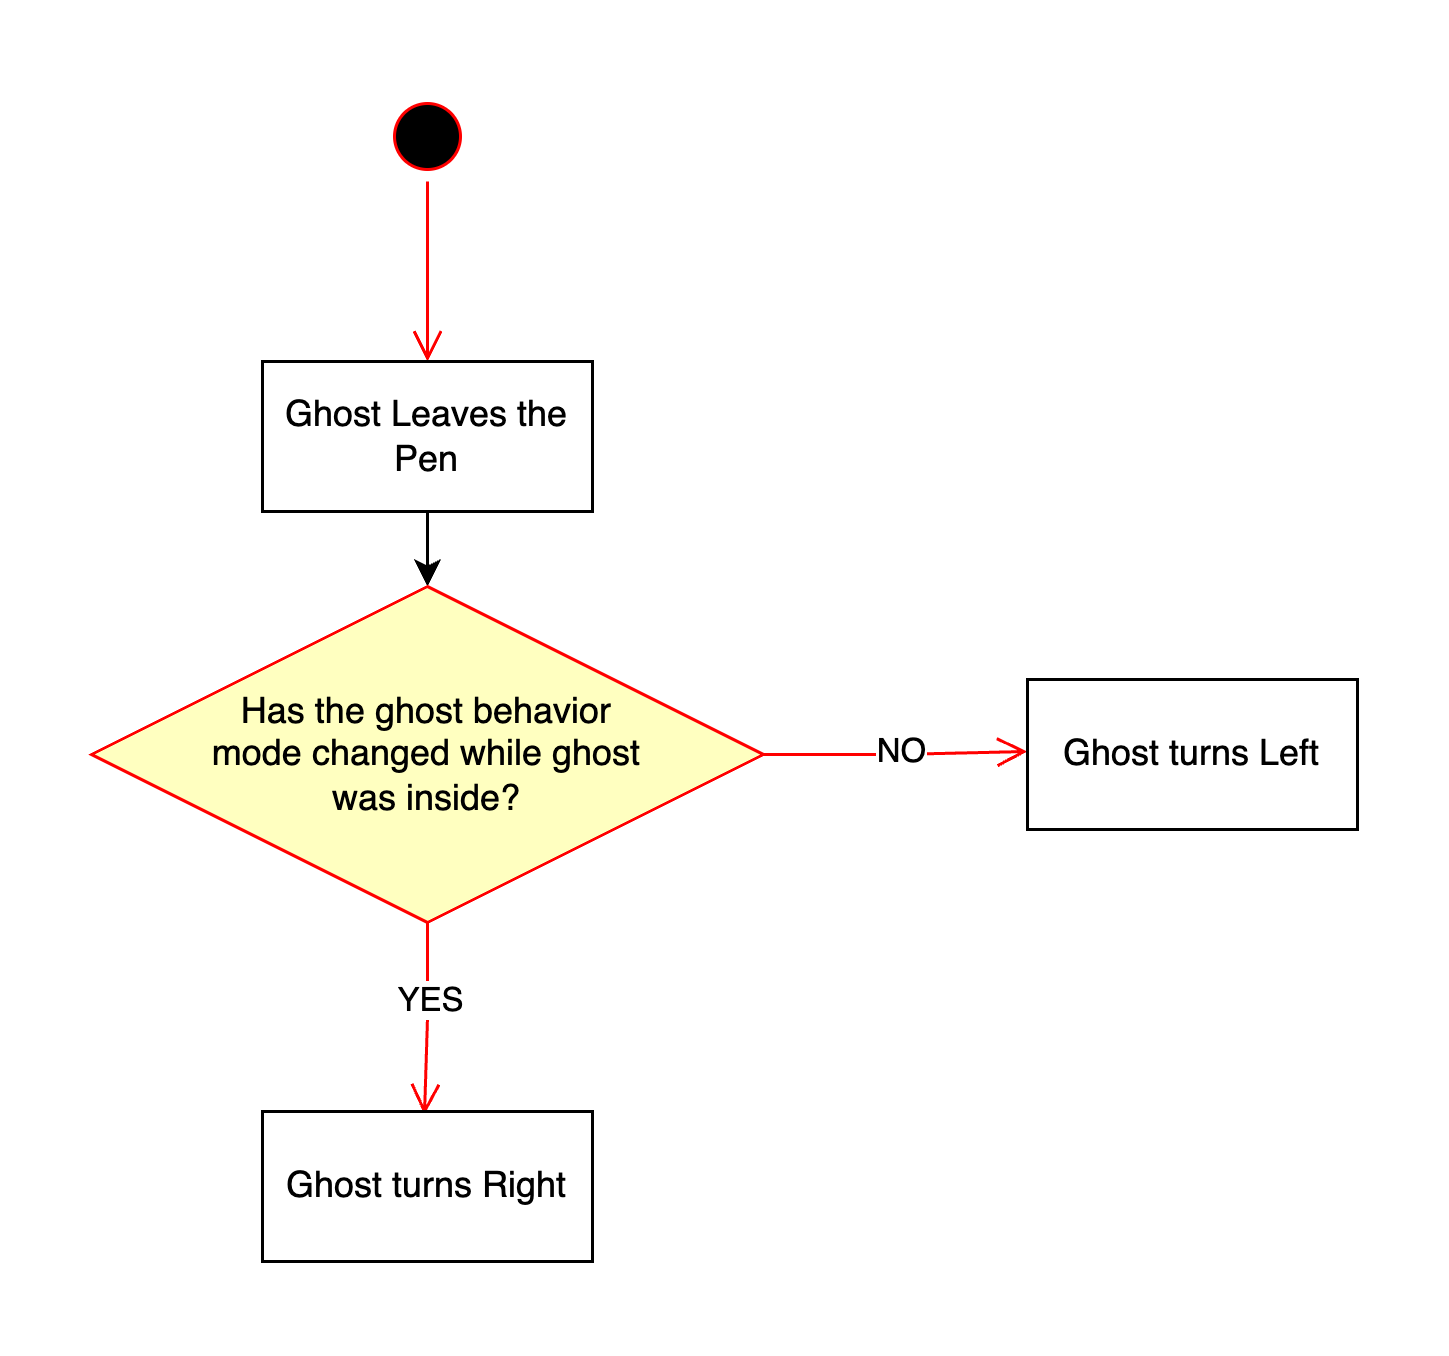 Ghost Leaves the
Pen
Has the ghost behavior
mode changed while ghost
was inside?
NO
Ghost turns Left
YES
Ghost turns Right